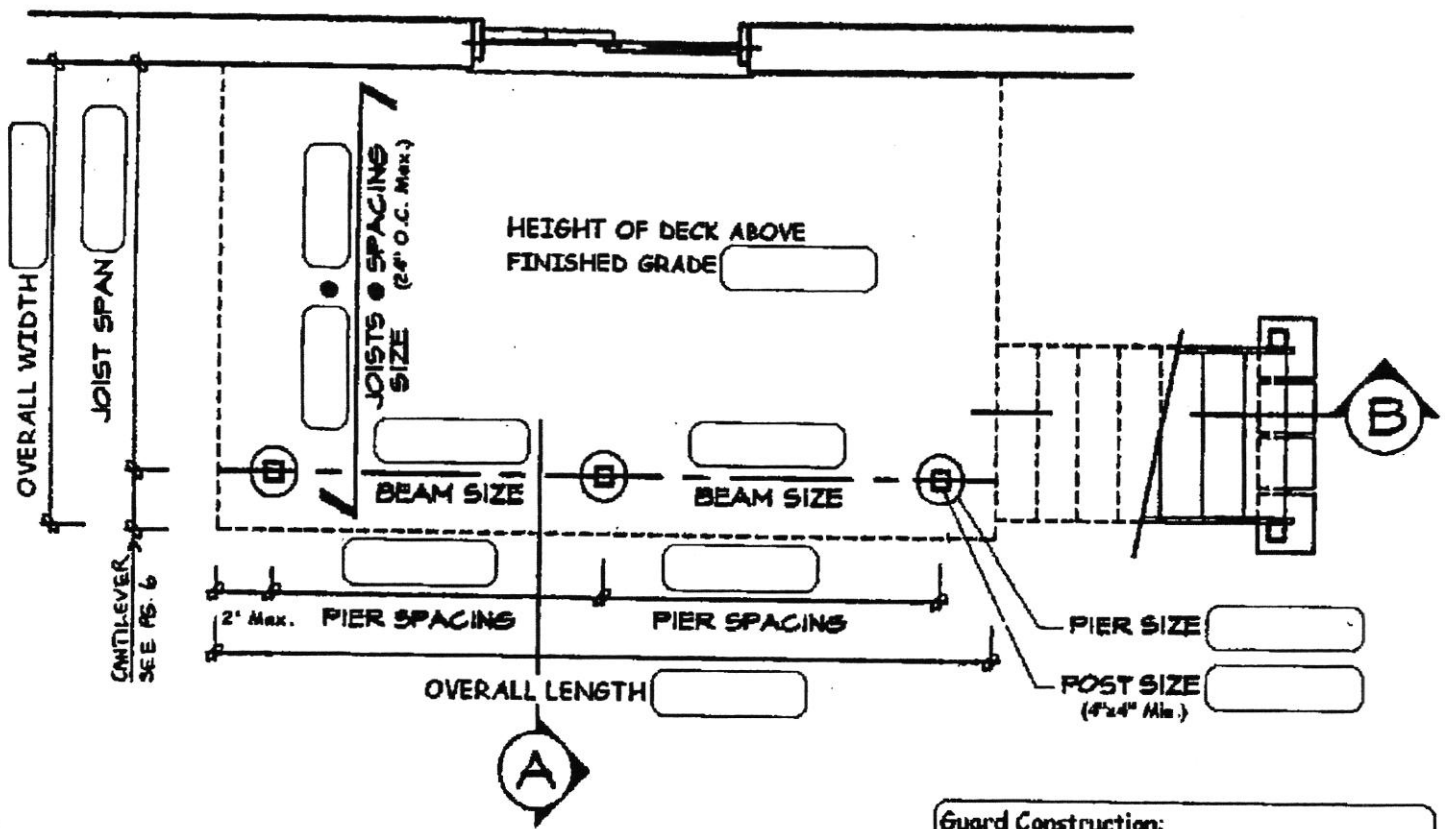 OVERALL WIDTH
JOIST SPAN
JOISTS @ SPACING
SIZE (24" O.C. Max.)
HEIGHT OF DECK ABOVE
FINISHED GRADE
BEAM SIZE
BEAM SIZE
B
CANTILEVER
SEE PG. 6
2' Max.
PIER SPACING
PIER SPACING
PIER SIZE
OVERALL LENGTH
POST SIZE
(4"x4" Min.)
A
Guard Construction: